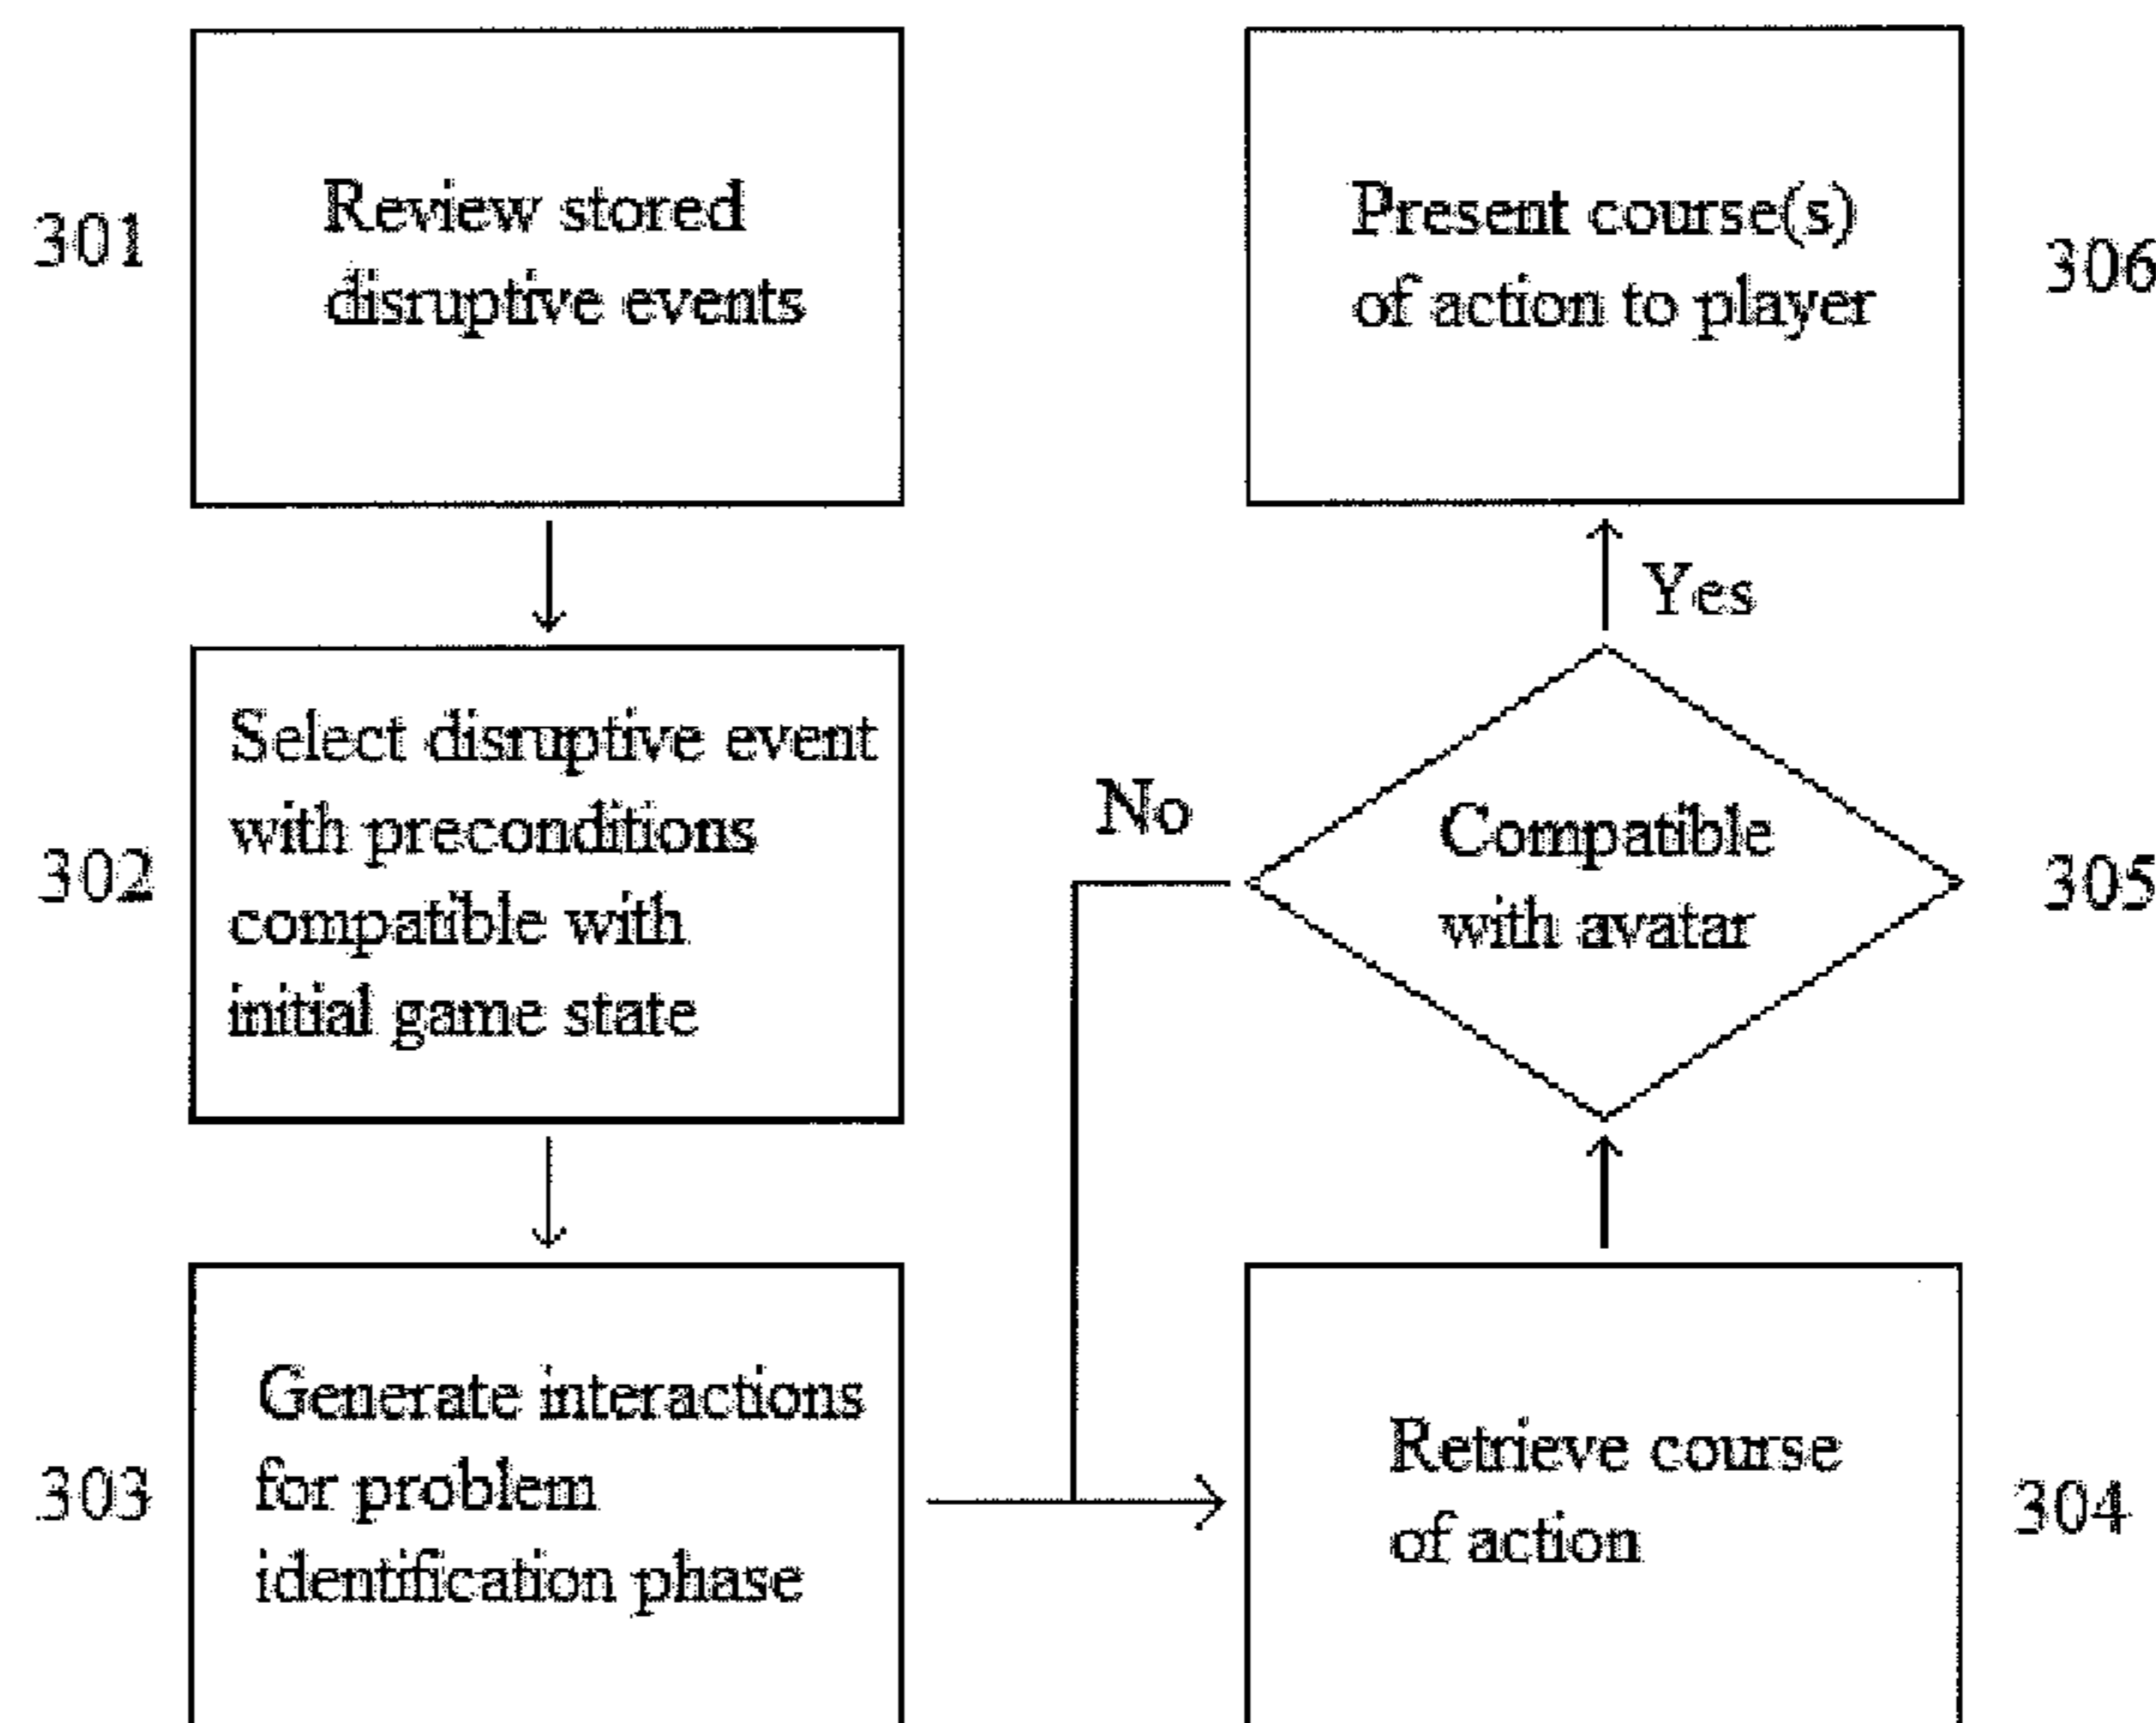 301
Review stored
disruptive events
302
Select disruptive event
with preconditions
compatible with
initial game state
303
Generate interactions
for problem
identification phase
304
Retrieve course
of action
305
Compatible
with avatar
No
Yes
306
Present course(s)
of action to player